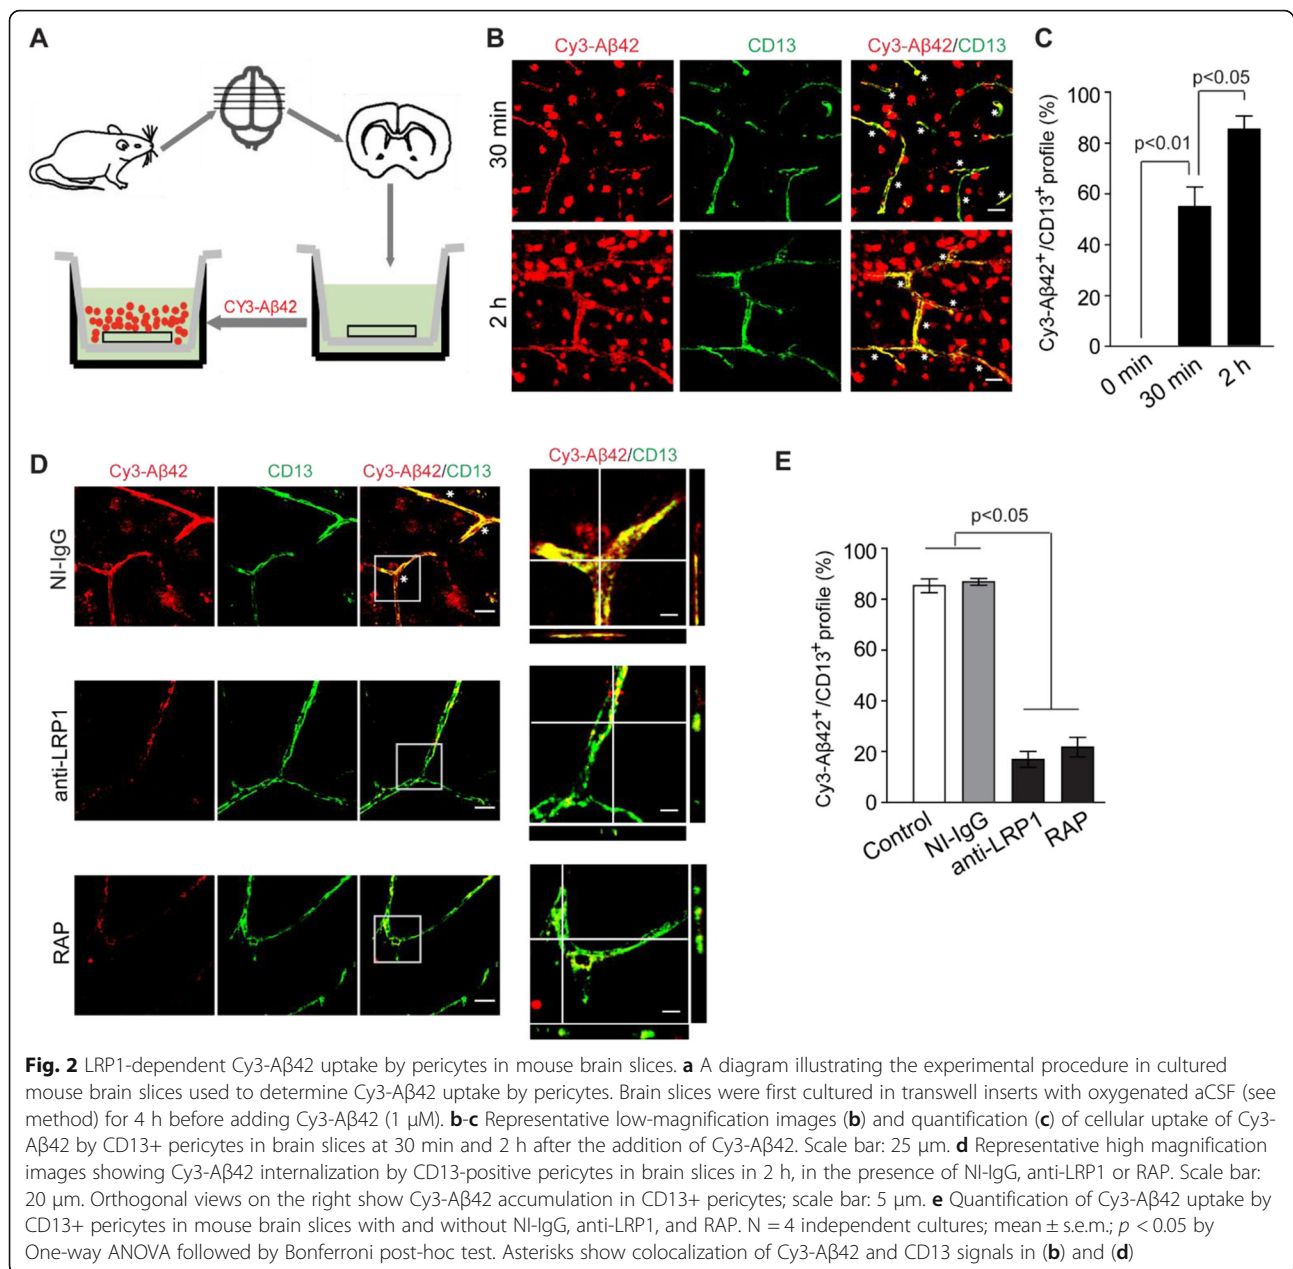 A
CY3-Aβ42
B
Cy3-Aβ42 CD13 Cy3-Aβ42/CD13
30 min
2 h
C
p<0.05
p<0.01
Cy3-Aβ42+/CD13+ profile (%)
100
80
60
40
20
0
0 min 30 min 2 h
D
Cy3-Aβ42 CD13 Cy3-Aβ42/CD13 Cy3-Aβ42/CD13
NI-IgG
anti-LRP1
RAP
E
p<0.05
Cy3-Aβ42+/CD13+profile (%)
100
80
60
40
20
0
Control NI-IgG anti-LRP1 RAP
Fig. 2 LRP1-dependent Cy3-Aβ42 uptake by pericytes in mouse brain slices. a A diagram illustrating the experimental procedure in cultured
mouse brain slices used to determine Cy3-Aβ42 uptake by pericytes. Brain slices were first cultured in transwell inserts with oxygenated aCSF (see
method) for 4 h before adding Cy3-Aβ42 (1 μM). b-c Representative low-magnification images (b) and quantification (c) of cellular uptake of Cy3-
Aβ42 by CD13+ pericytes in brain slices at 30 min and 2 h after the addition of Cy3-Aβ42. Scale bar: 25 μm. d Representative high magnification
images showing Cy3-Aβ42 internalization by CD13-positive pericytes in brain slices in 2 h, in the presence of NI-IgG, anti-LRP1 or RAP. Scale bar:
20 μm. Orthogonal views on the right show Cy3-Aβ42 accumulation in CD13+ pericytes; scale bar: 5 μm. e Quantification of Cy3-Aβ42 uptake by
CD13+ pericytes in mouse brain slices with and without NI-IgG, anti-LRP1, and RAP. N = 4 independent cultures; mean ± s.e.m.; p < 0.05 by
One-way ANOVA followed by Bonferroni post-hoc test. Asterisks show colocalization of Cy3-Aβ42 and CD13 signals in (b) and (d)